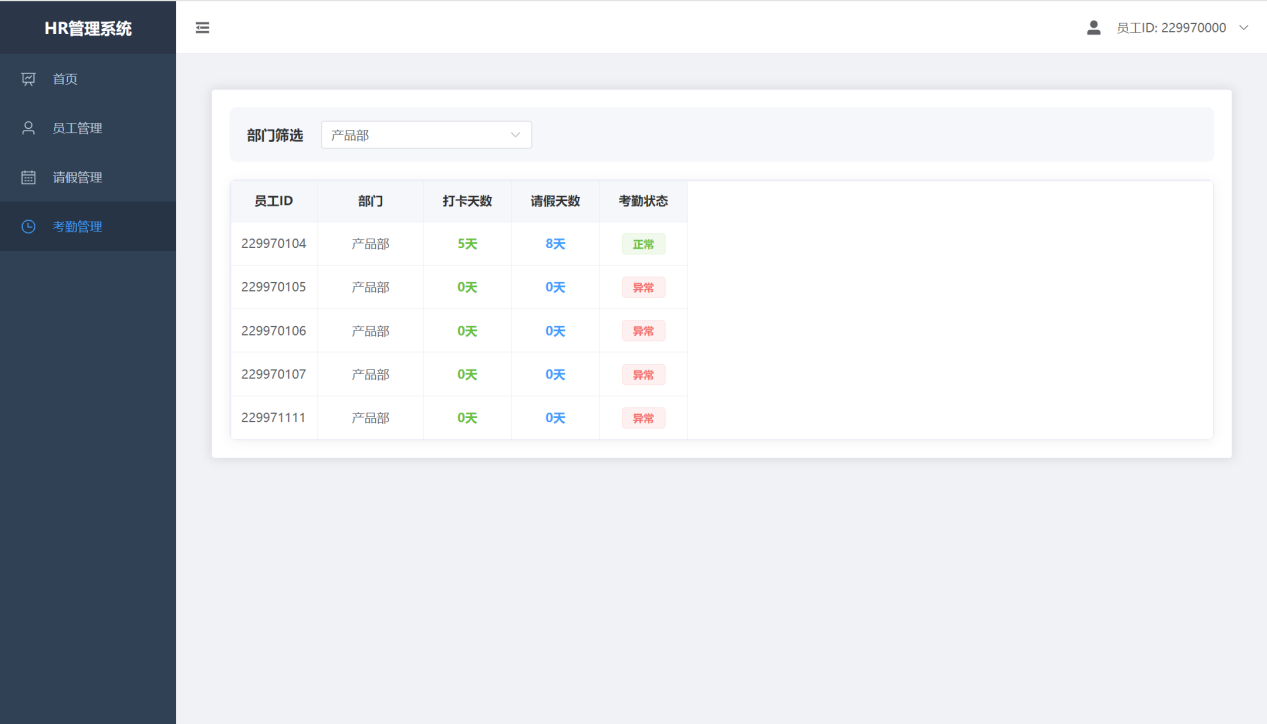 HR管理系统
员工ID: 229970000
首页
员工管理
请假管理
考勤管理
部门筛选 产品部
员工ID 部门 打卡天数 请假天数 考勤状态
229970104 产品部 5天 8天 正常
229970105 产品部 0天 0天 异常
229970106 产品部 0天 0天 异常
229970107 产品部 0天 0天 异常
229971111 产品部 0天 0天 异常